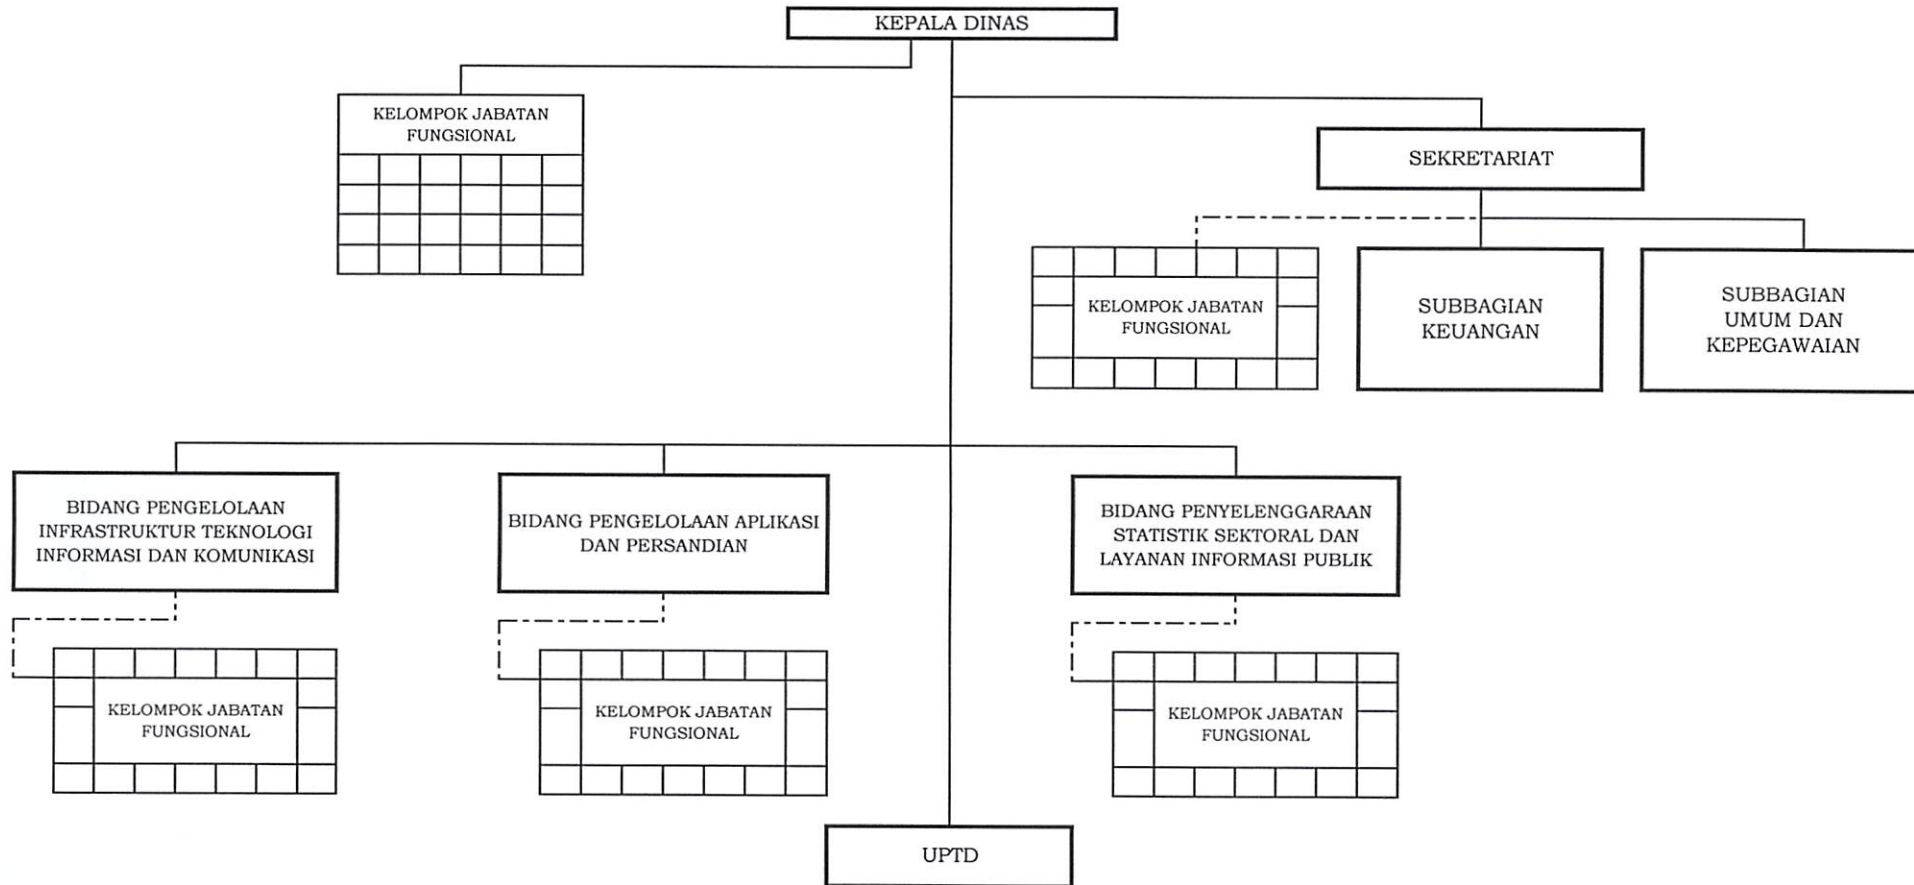 KEPALA DINAS
KELOMPOK JABATAN
FUNGSIONAL
SEKRETARIAT
KELOMPOK JABATAN
FUNGSIONAL
SUBBAGIAN
KEUANGAN
SUBBAGIAN
UMUM DAN
KEPEGAWAIAN
BIDANG PENGELOLAAN
INFRASTRUKTUR TEKNOLOGI
INFORMASI DAN KOMUNIKASI
BIDANG PENGELOLAAN APLIKASI
DAN PERSANDIAN
BIDANG PENYELENGGARAAN
STATISTIK SEKTORAL DAN
LAYANAN INFORMASI PUBLIK
KELOMPOK JABATAN
FUNGSIONAL
KELOMPOK JABATAN
FUNGSIONAL
KELOMPOK JABATAN
FUNGSIONAL
UPTD